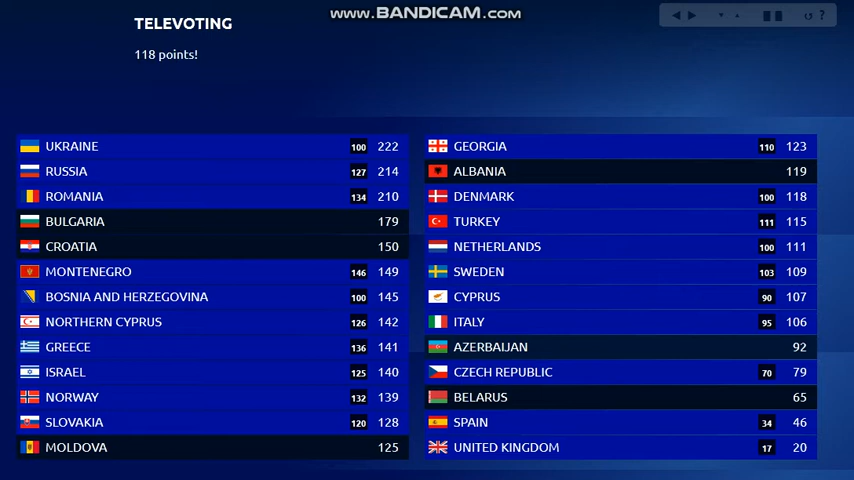 www.BANDICAM.com
TELEVOTING
118 points!
UKRAINE 100 222
RUSSIA 127 214
ROMANIA 134 210
BULGARIA 179
CROATIA 150
MONTENEGRO 146 149
BOSNIA AND HERZEGOVINA 100 145
NORTHERN CYPRUS 126 142
GREECE 136 141
ISRAEL 125 140
NORWAY 132 139
SLOVAKIA 120 128
MOLDOVA 125
GEORGIA 110 123
ALBANIA 119
DENMARK 100 118
TURKEY 111 115
NETHERLANDS 100 111
SWEDEN 103 109
CYPRUS 90 107
ITALY 95 106
AZERBAIJAN 92
CZECH REPUBLIC 70 79
BELARUS 65
SPAIN 34 46
UNITED KINGDOM 17 20